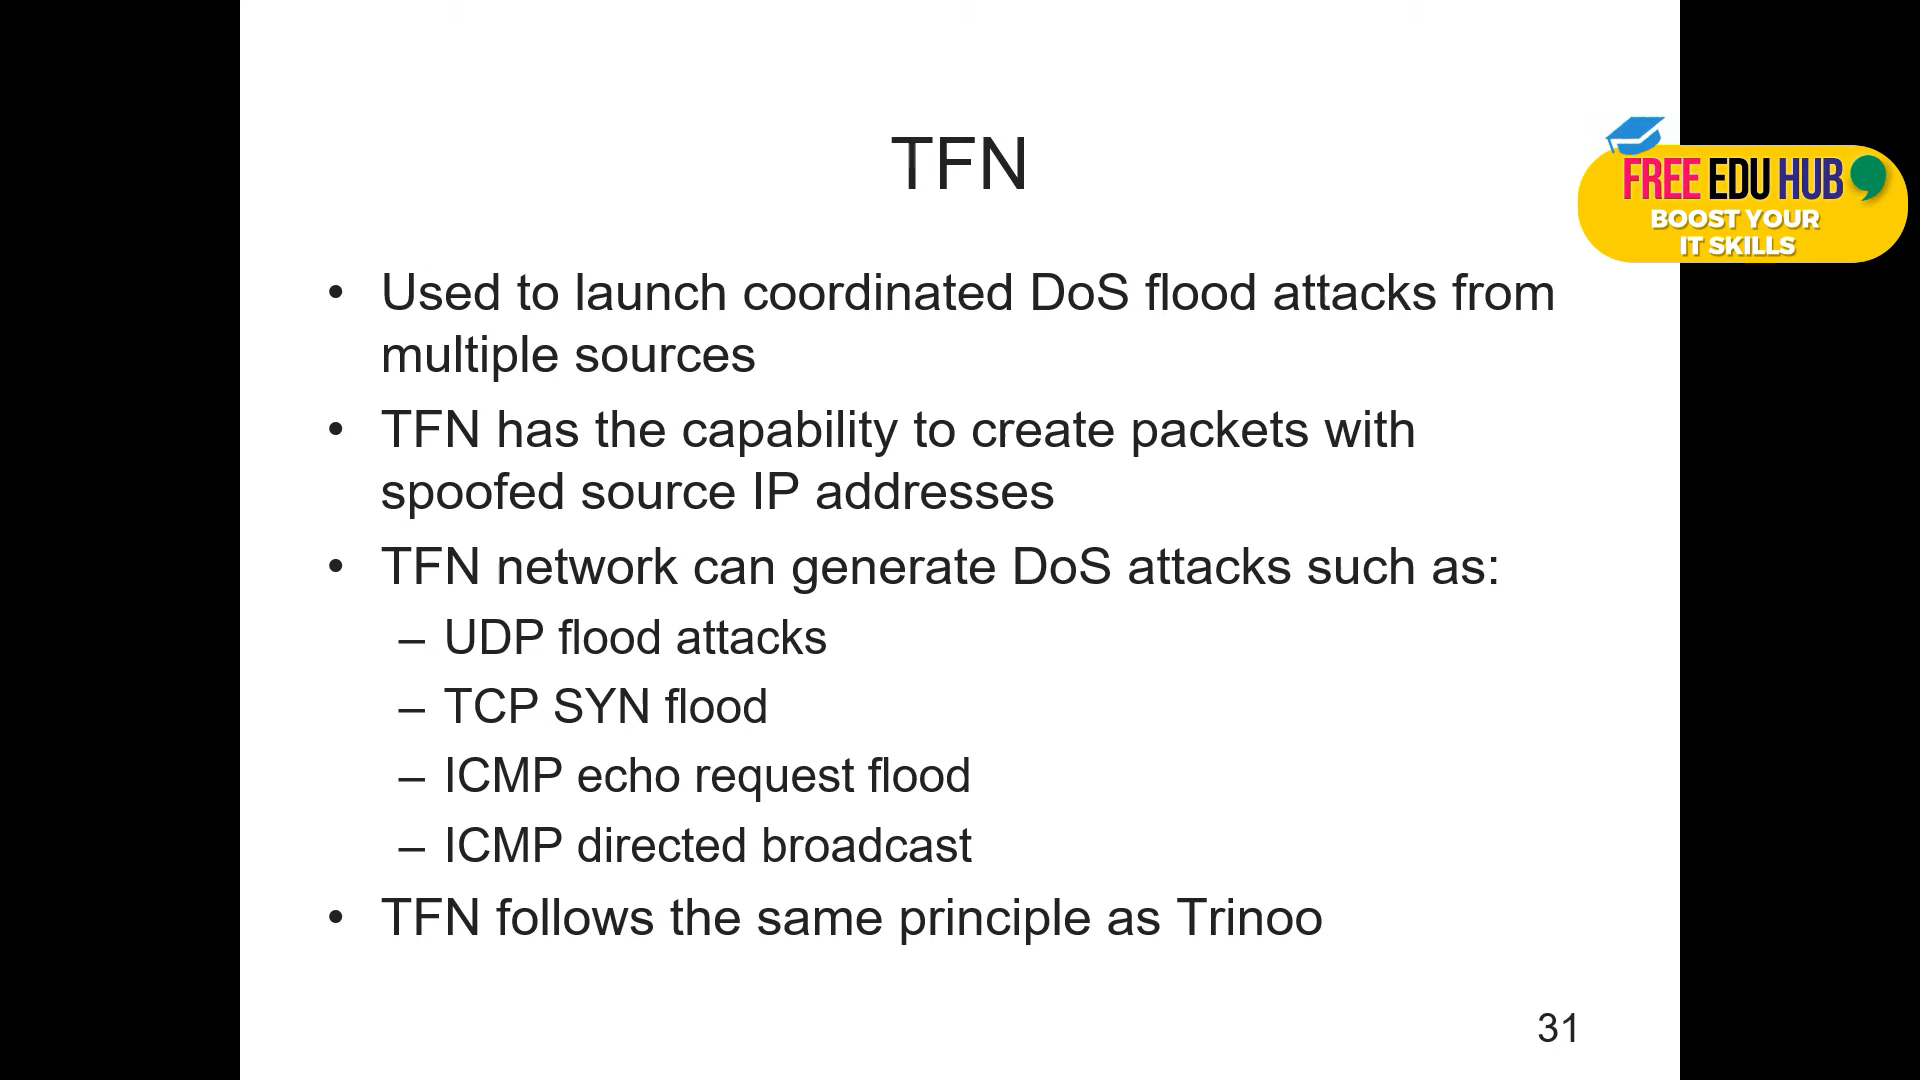 TFN
FREE EDU HUB
BOOST YOUR
IT SKILLS
• Used to launch coordinated DoS flood attacks from
multiple sources
• TFN has the capability to create packets with
spoofed source IP addresses
• TFN network can generate DoS attacks such as:
– UDP flood attacks
– TCP SYN flood
– ICMP echo request flood
– ICMP directed broadcast
• TFN follows the same principle as Trinoo
31